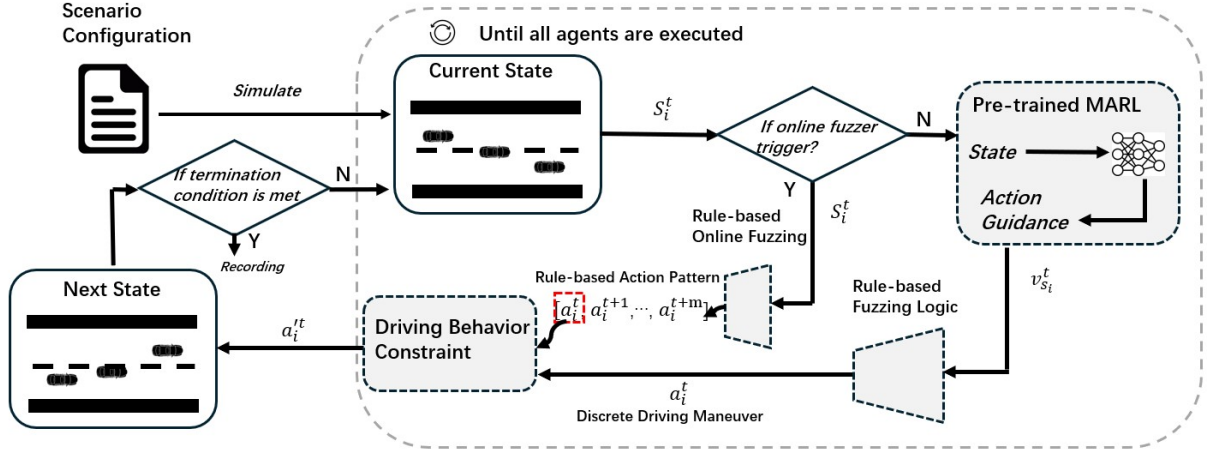 Scenario
Configuration
Until all agents are executed
Current State
Simulate
S_i^t
If online fuzzer
trigger?
N
Pre-trained MARL
State
Action
Guidance
If termination
condition is met
N
Y
Recording
Y
S_i^t
Rule-based
Online Fuzzing
Next State
Rule-based Action Pattern
[a_i^t, a_i^{t+1},⋯, a_i^{t+m}]
Rule-based
Fuzzing Logic
v_{s_i}^t
Driving Behavior
Constraint
a_i'^t
a_i^t
Discrete Driving Maneuver